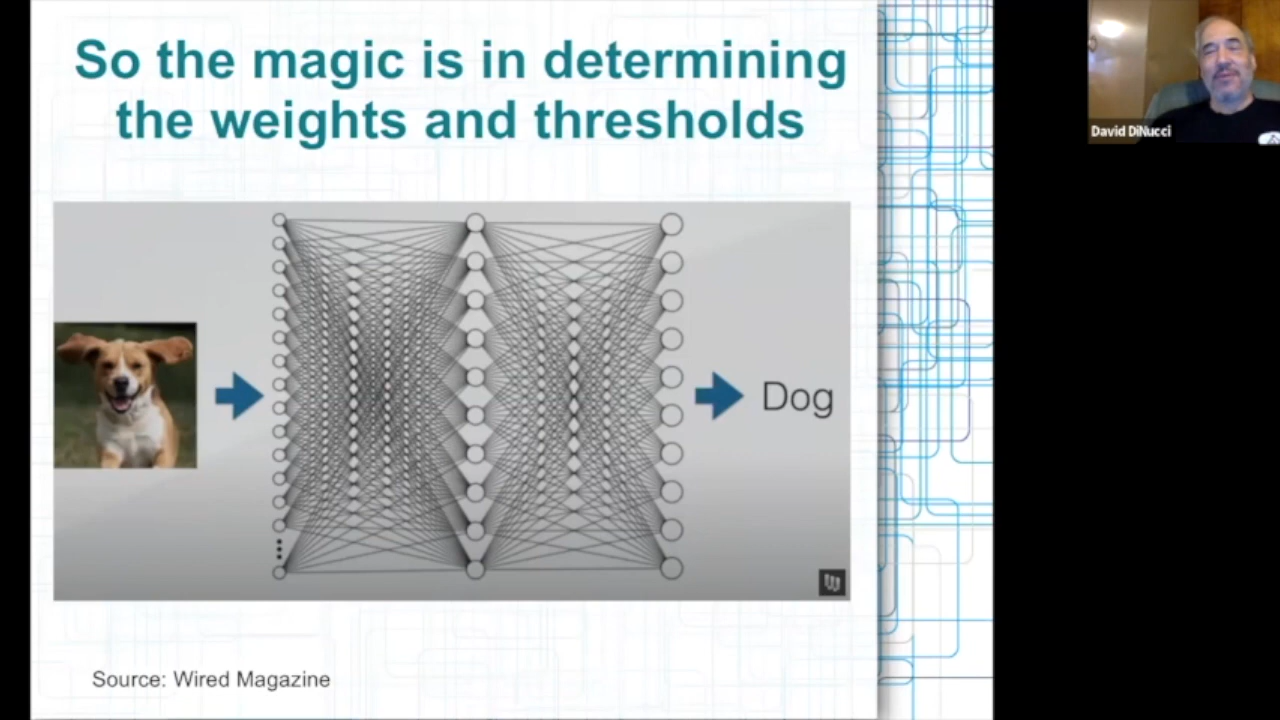 So the magic is in determining
the weights and thresholds
Dog
Source: Wired Magazine
David DiNucci